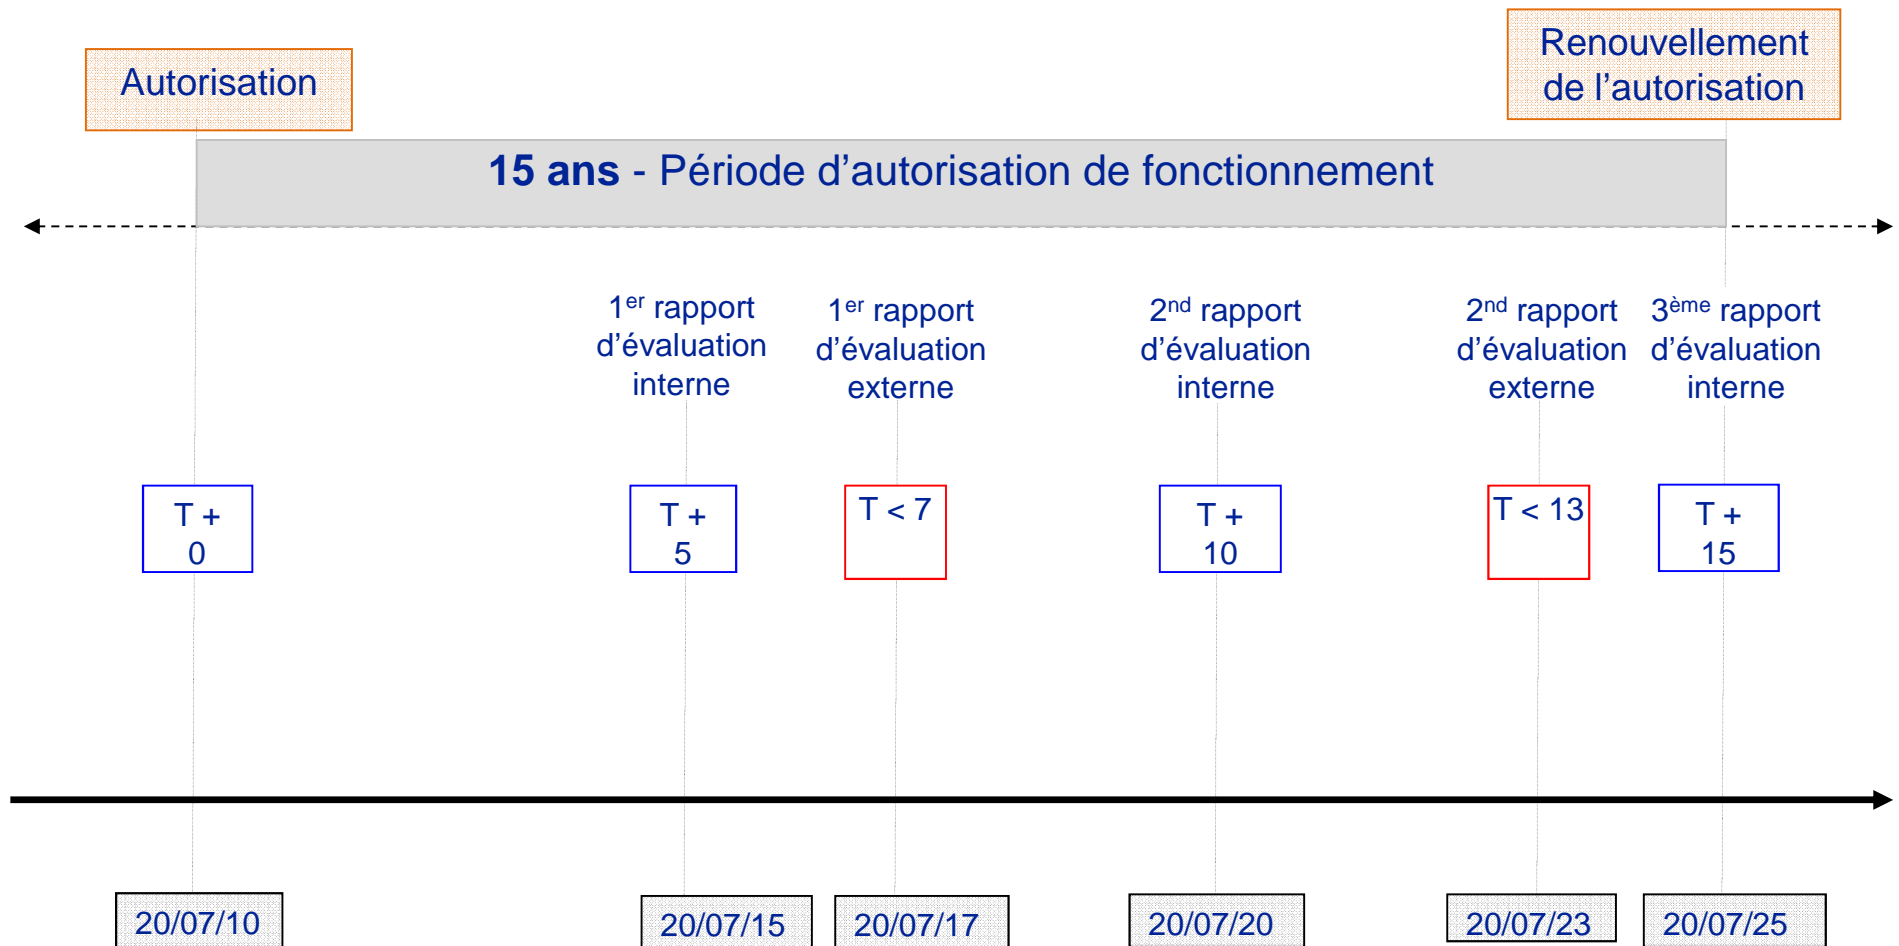 Autorisation
Renouvellement
de l’autorisation
15 ans - Période d’autorisation de fonctionnement
1er rapport
d’évaluation
interne
1er rapport
d’évaluation
externe
2nd rapport
d’évaluation
interne
2nd rapport
d’évaluation
externe
3ème rapport
d’évaluation
interne
T +
0
T +
5
T < 7
T +
10
T < 13
T +
15
20/07/10
20/07/15
20/07/17
20/07/20
20/07/23
20/07/25